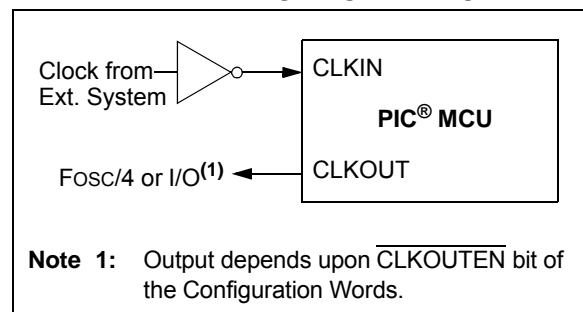 Clock from
Ext. System
CLKIN
PIC® MCU
FOSC/4 or I/O(1)
CLKOUT
Note 1: Output depends upon CLKOUTEN bit of
the Configuration Words.